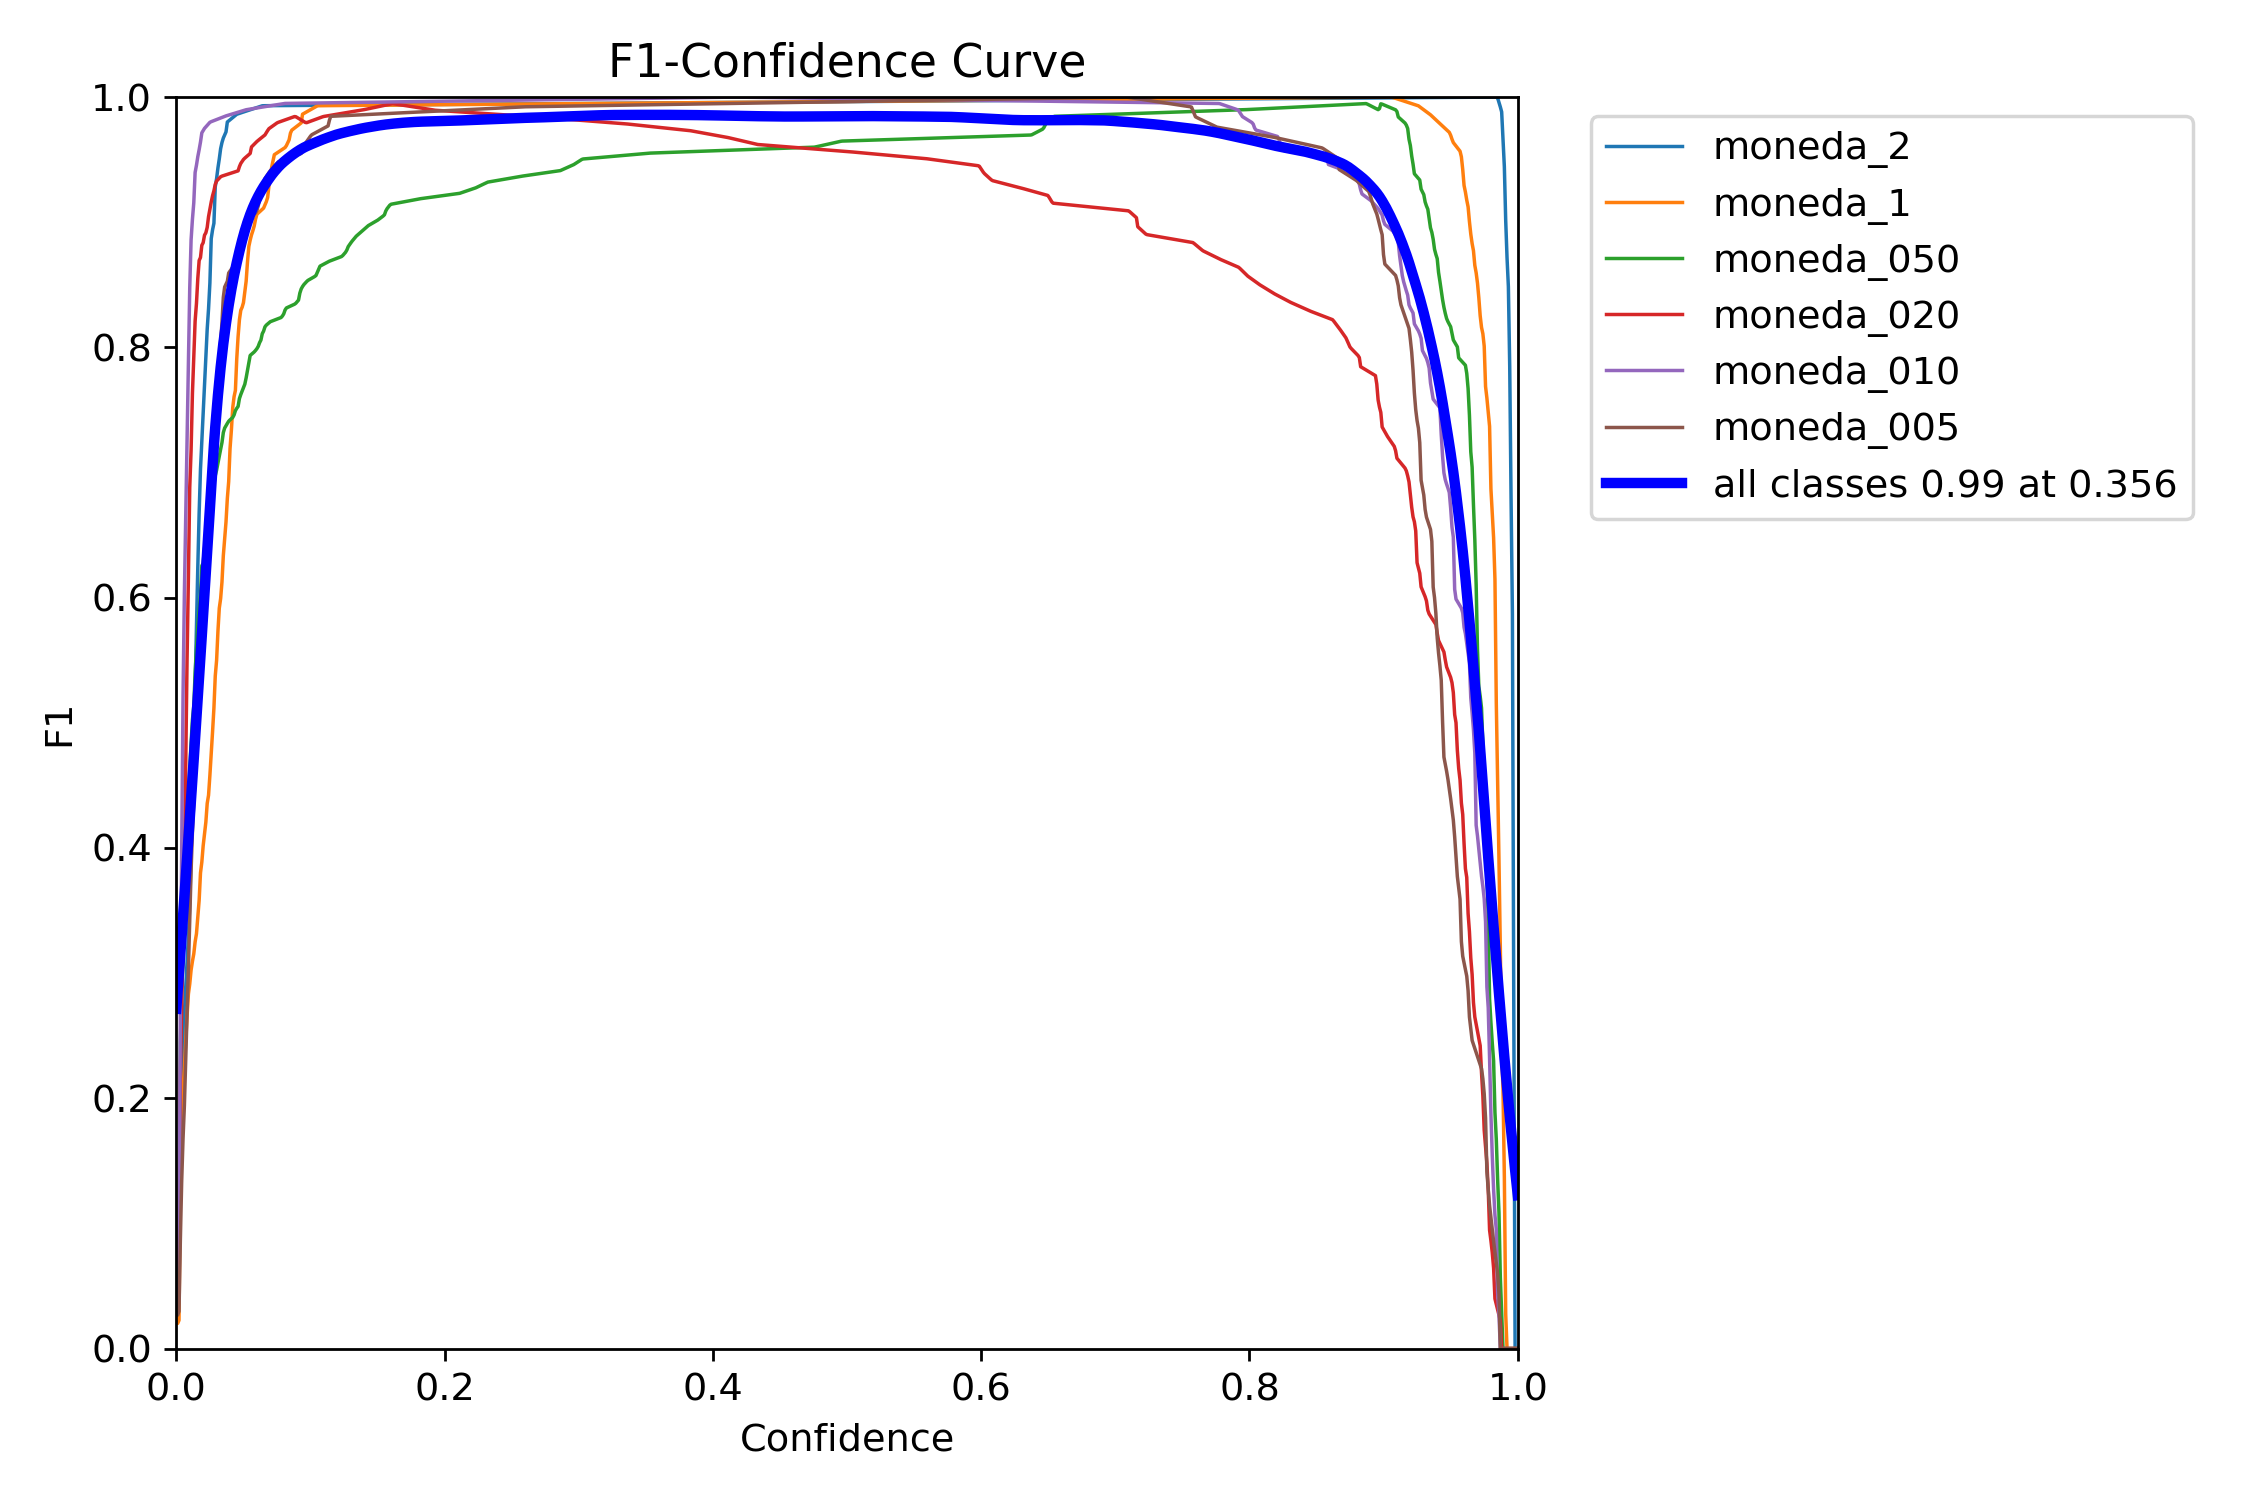 F1-Confidence Curve
1.0
0.8
0.6
0.4
0.2
0.0
F1
0.0 0.2 0.4 0.6 0.8 1.0
Confidence
moneda_2
moneda_1
moneda_050
moneda_020
moneda_010
moneda_005
all classes 0.99 at 0.356